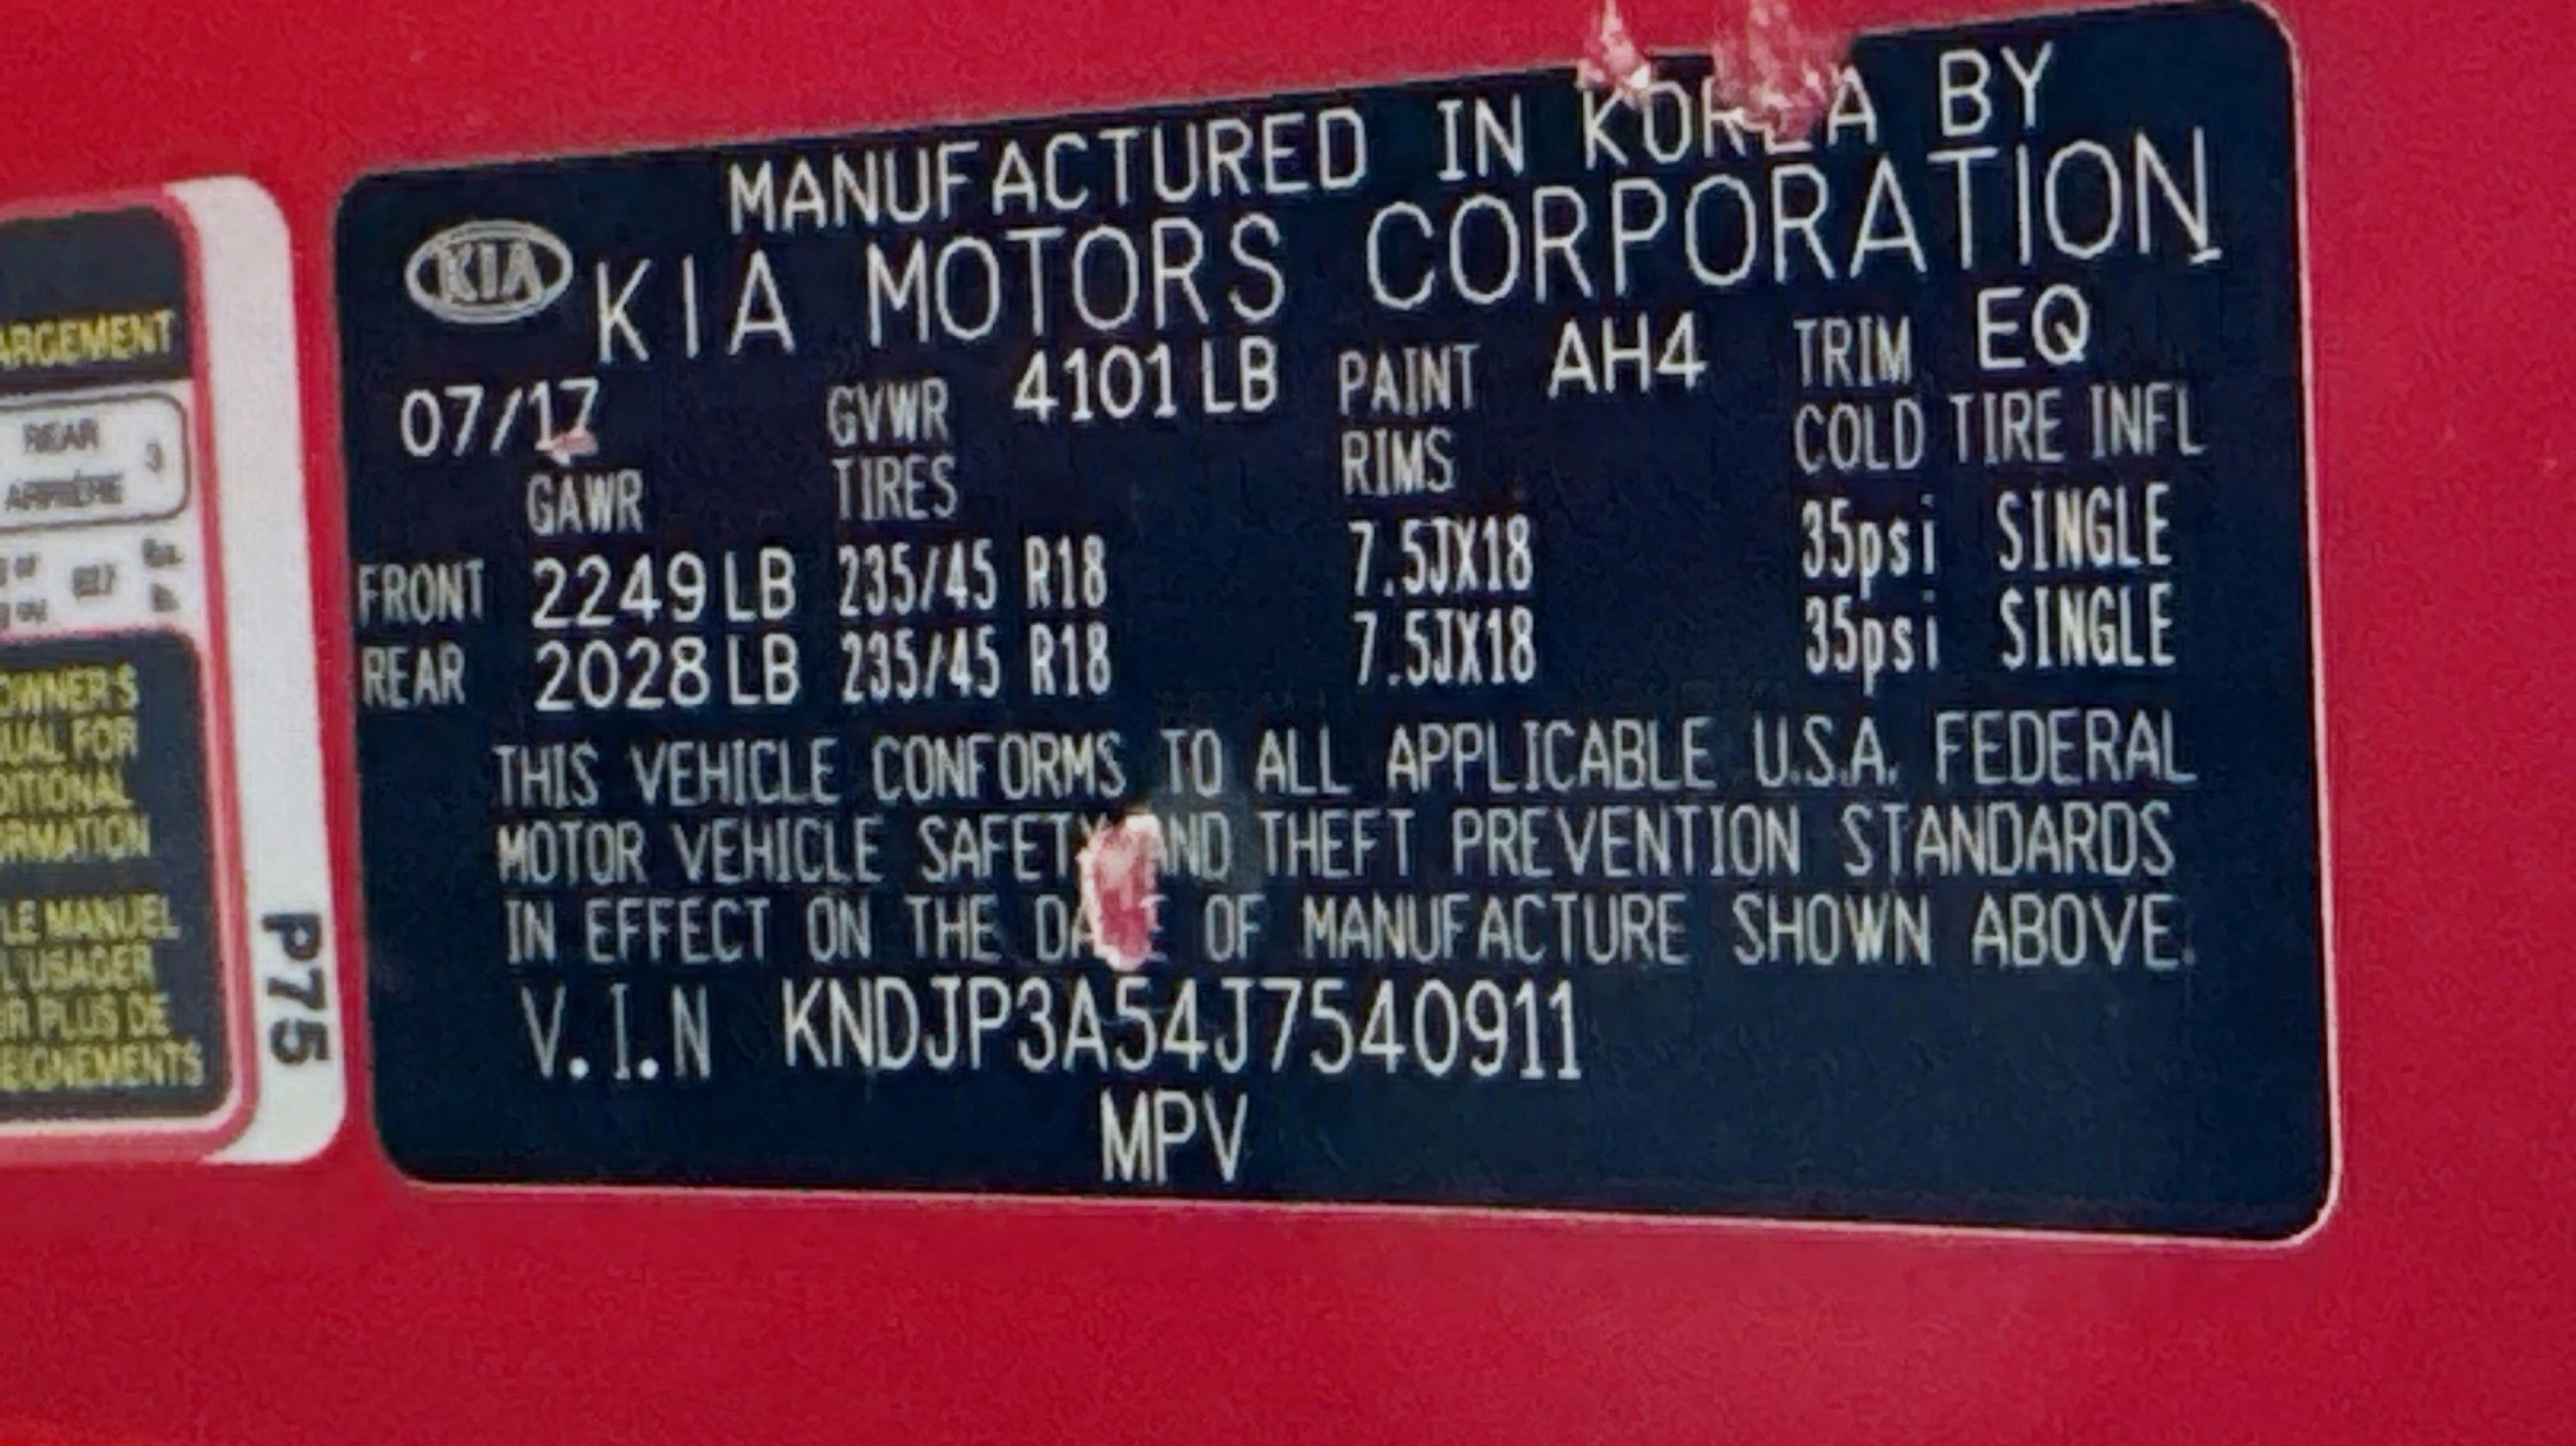 ARGEMENT
REAR
ARRIÈRE 3
OWNER'S
UAL FOR
DITIONAL
ORMATION
LE MANUEL
L USAGER
R PLUS DE
EIGNEMENTS
P75
MANUFACTURED IN KOREA BY
KIA KIA MOTORS CORPORATION
07/17 GVWR 4101 LB PAINT AH4 TRIM EQ
GAWR TIRES RIMS COLD TIRE INFL
FRONT 2249 LB 235/45 R18 7.5JX18 35psi SINGLE
REAR 2028 LB 235/45 R18 7.5JX18 35psi SINGLE
THIS VEHICLE CONFORMS TO ALL APPLICABLE U.S.A. FEDERAL
MOTOR VEHICLE SAFETY AND THEFT PREVENTION STANDARDS
IN EFFECT ON THE DATE OF MANUFACTURE SHOWN ABOVE.
V.I.N KNDJP3A54J7540911
MPV